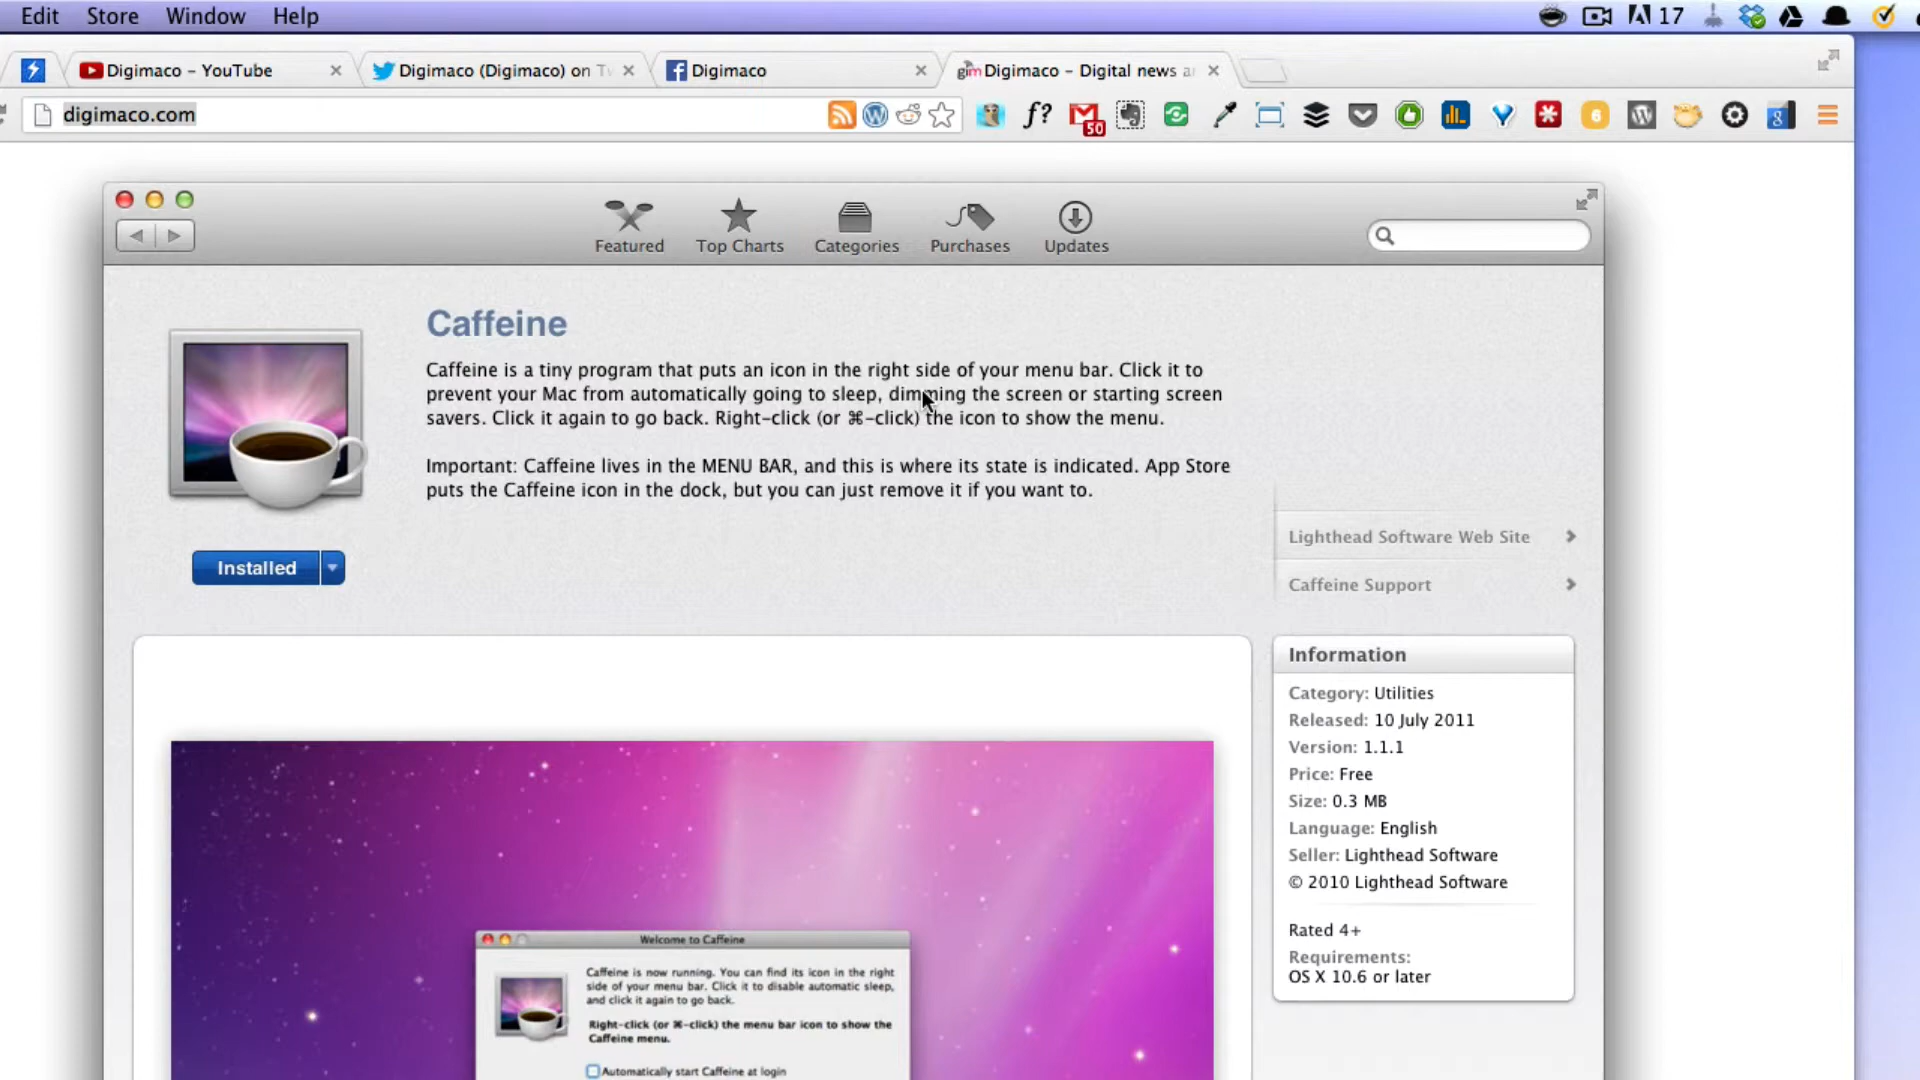 Edit Store Window Help 17
Digimaco - YouTube Digimaco (Digimaco) on Tw Digimaco gim Digimaco - Digital news a
digimaco.com f? 50 6 g
Featured Top Charts Categories Purchases Updates
Caffeine
Caffeine is a tiny program that puts an icon in the right side of your menu bar. Click it to
prevent your Mac from automatically going to sleep, dimming the screen or starting screen
savers. Click it again to go back. Right-click (or ⌘-click) the icon to show the menu.
Important: Caffeine lives in the MENU BAR, and this is where its state is indicated. App Store
puts the Caffeine icon in the dock, but you can just remove it if you want to.
Lighthead Software Web Site
Installed
Caffeine Support
Information
Category: Utilities
Released: 10 July 2011
Version: 1.1.1
Price: Free
Size: 0.3 MB
Language: English
Seller: Lighthead Software
© 2010 Lighthead Software
Rated 4+
Requirements:
OS X 10.6 or later
Welcome to Caffeine
Caffeine is now running. You can find its icon in the right
side of your menu bar. Click it to disable automatic sleep,
and click it again to go back.
Right-click (or ⌘-click) the menu bar icon to show the
Caffeine menu.
Automatically start Caffeine at login